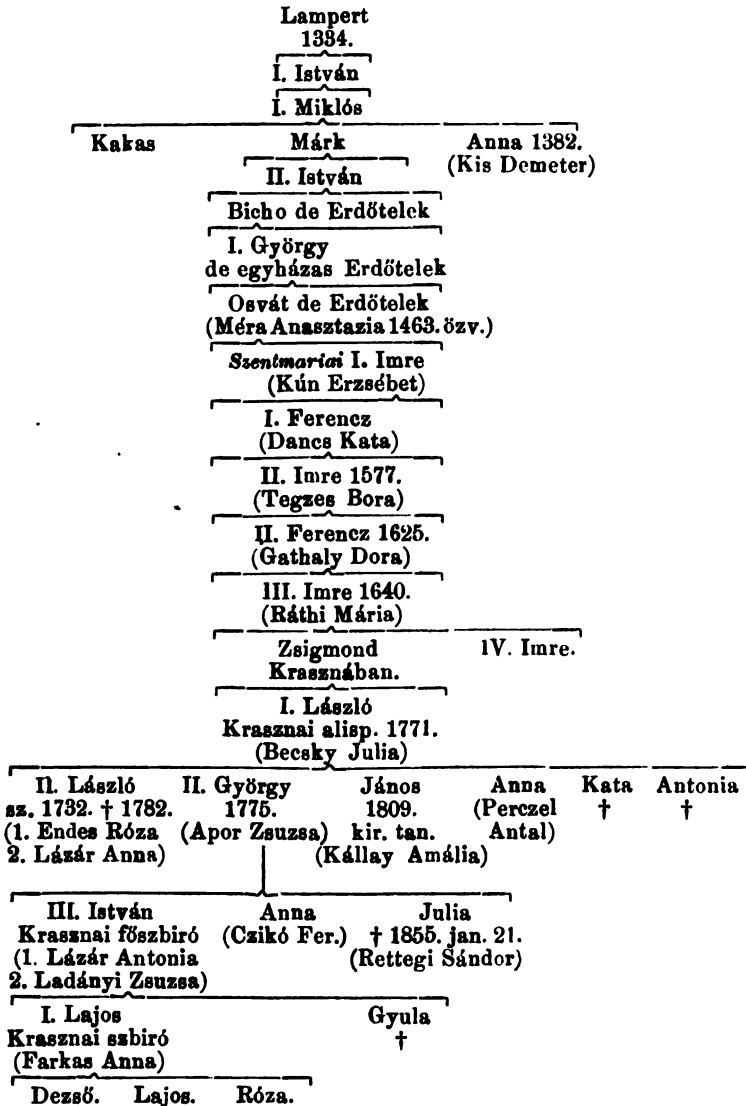 Lampert
1334.
I. István
I. Miklós
Kakas Márk Anna 1382.
(Kis Demeter)
II. István
Bicho de Erdőtelek
I. György
de egyházas Erdőtelek
Osvát de Erdőtelek
(Méra Anasztazia 1463. özv.)
Szentmariai I. Imre
(Kún Erzsébet)
I. Ferencz
(Dancs Kata)
II. Imre 1577.
(Tegzes Bora)
II. Ferencz 1625.
(Gathaly Dora)
III. Imre 1640.
(Ráthi Mária)
Zsigmond IV. Imre.
Krasznában.
I. László
Krasznai alisp. 1771.
(Becsky Julia)
II. László II. György János Anna Kata Antonia
sz. 1732. † 1782. 1775. 1809. (Perczel † †
(1. Endes Róza (Apor Zsuzsa) kir. tan. Antal)
2. Lázár Anna) (Kállay Amália)
III. István Anna Julia
Krasznai főszbiró (Czikó Fer.) † 1855. jan. 21.
(1. Lázár Antonia (Rettegi Sándor)
2. Ladányi Zsuzsa)
I. Lajos Gyula
Krasznai szbiró †
(Farkas Anna)
Dezső. Lajos. Róza.